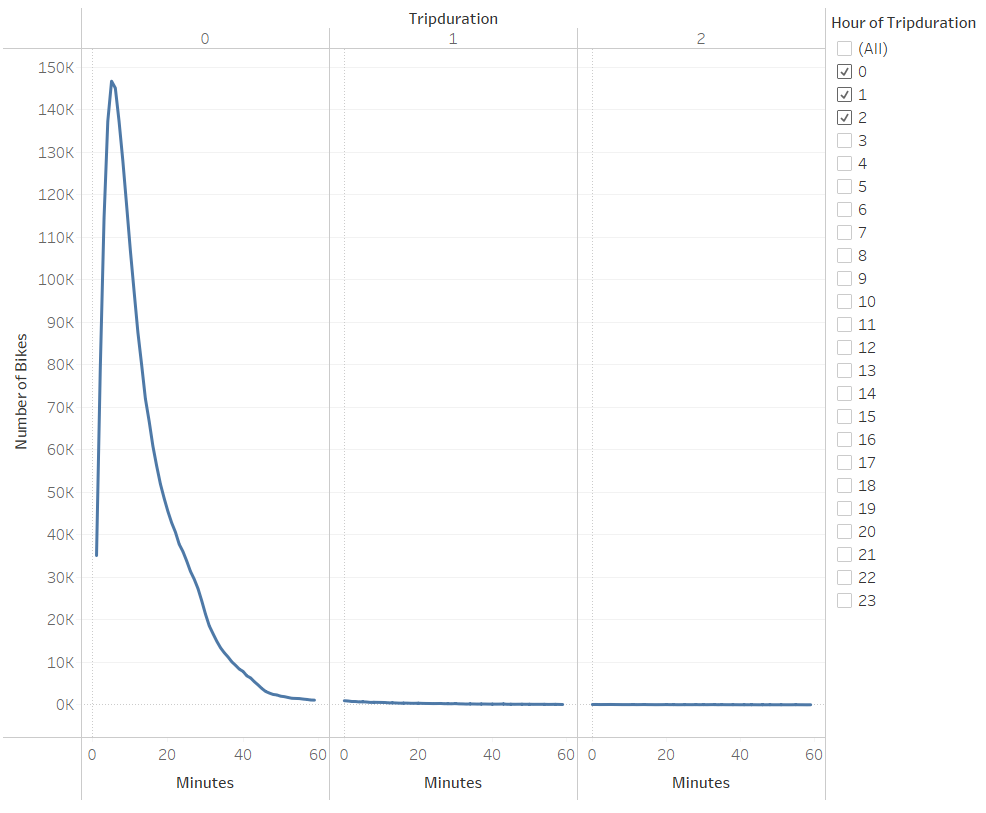 Tripduration
0 1 2
150K
140K
130K
120K
110K
100K
90K
80K
70K
60K
50K
40K
30K
20K
10K
0K
Number of Bikes
0 20 40 60 0 20 40 60 0 20 40 60
Minutes Minutes Minutes
Hour of Tripduration
(All)
0
1
2
3
4
5
6
7
8
9
10
11
12
13
14
15
16
17
18
19
20
21
22
23